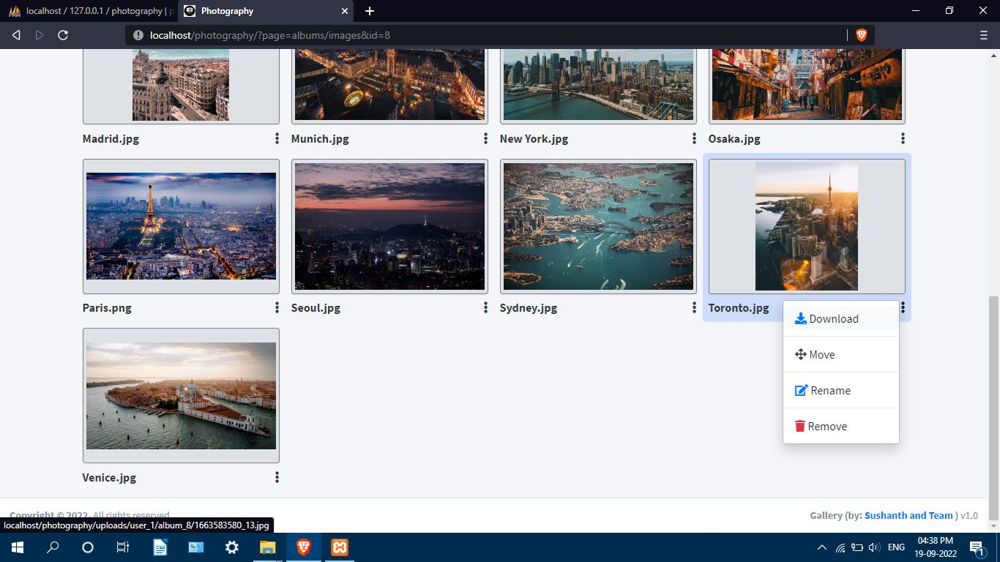 localhost / 127.0.0.1 / photography | p
Photography
localhost/photography/?page=albums/images&id=8
Madrid.jpg
Munich.jpg
New York.jpg
Osaka.jpg
Paris.png
Seoul.jpg
Sydney.jpg
Toronto.jpg
Download
Move
Rename
Remove
Venice.jpg
Copyright © 2022. All rights reserved.
Gallery (by: Sushanth and Team ) v1.0
localhost/photography/uploads/user_1/album_8/1663583580_13.jpg
ENG
04:38 PM
19-09-2022
1